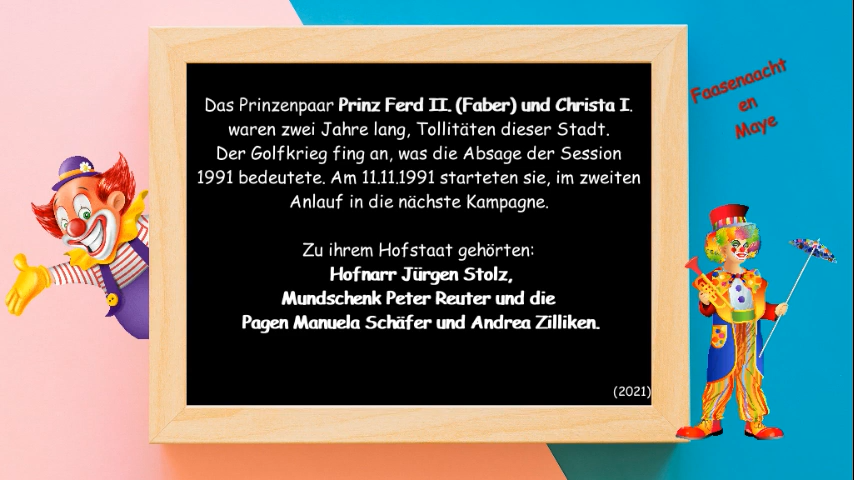 Das Prinzenpaar Prinz Ferd II. (Faber) und Christa I.
waren zwei Jahre lang, Tollitäten dieser Stadt.
Der Golfkrieg fing an, was die Absage der Session
1991 bedeutete. Am 11.11.1991 starteten sie, im zweiten
Anlauf in die nächste Kampagne.
Zu ihrem Hofstaat gehörten:
Hofnarr Jürgen Stolz,
Mundschenk Peter Reuter und die
Pagen Manuela Schäfer und Andrea Zilliken.
(2021)
Faasenaacht
en
Maye